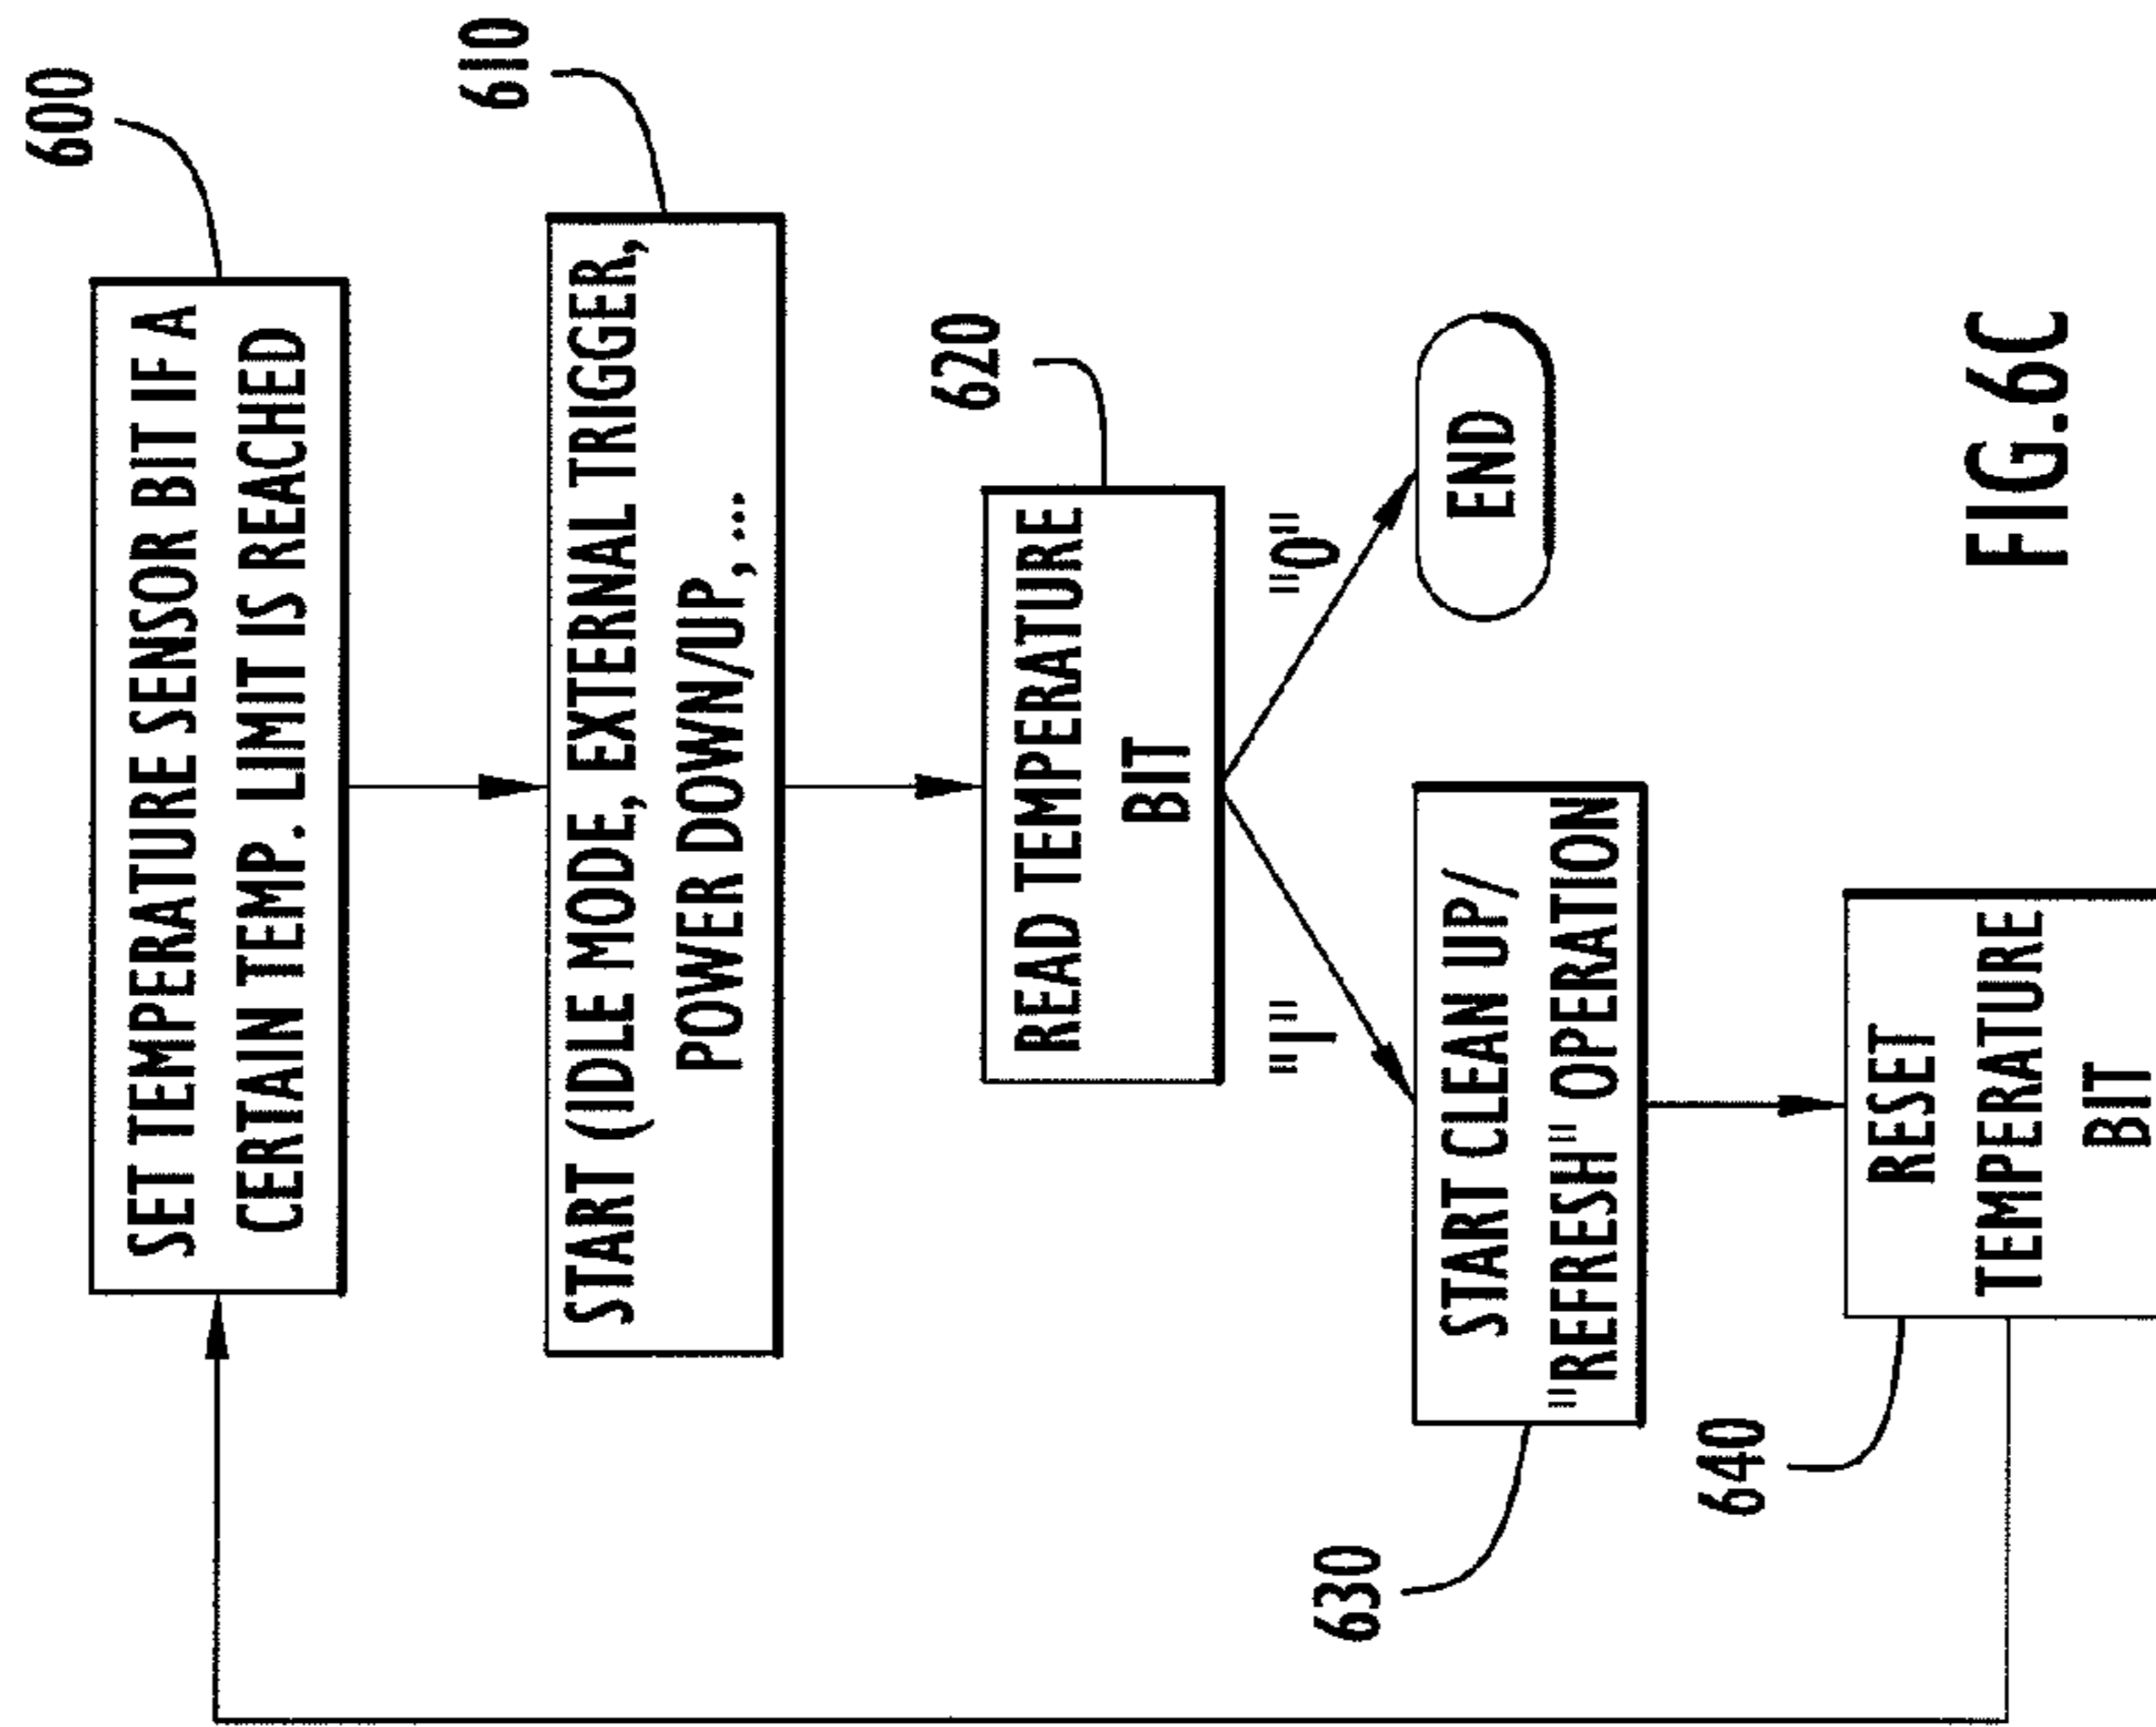 600
SET TEMPERATURE SENSOR BIT IF A
CERTAIN TEMP. LIMIT IS REACHED
610
START (IDLE MODE, EXTERNAL TRIGGER,
POWER DOWN/UP, ...
620
READ TEMPERATURE
BIT
"1"
"0"
END
630
START CLEAN UP/
"REFRESH" OPERATION
640
RESET
TEMPERATURE
BIT
FIG.6C